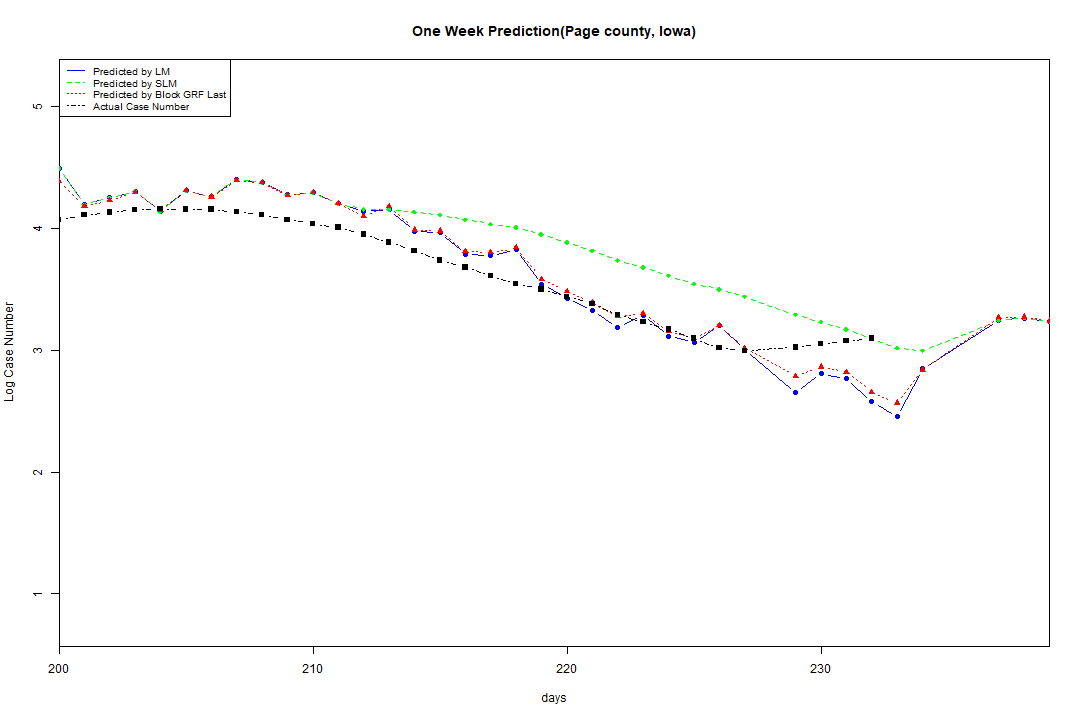 One Week Prediction(Page county, Iowa)
Predicted by LM
Predicted by SLM
Predicted by Block GRF Last
Actual Case Number
5
4
3
2
1
Log Case Number
200 210 220 230
days